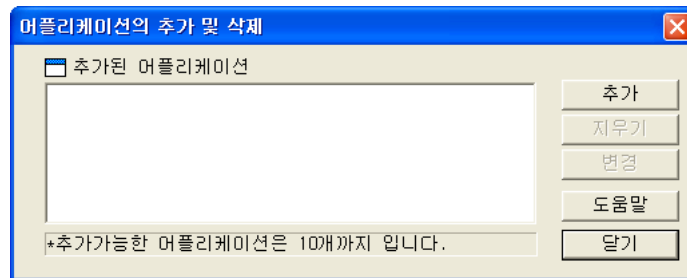 어플리케이션의 추가 및 삭제
추가된 어플리케이션
추가
지우기
변경
도움말
*추가가능한 어플리케이션은 10개까지 입니다.
닫기